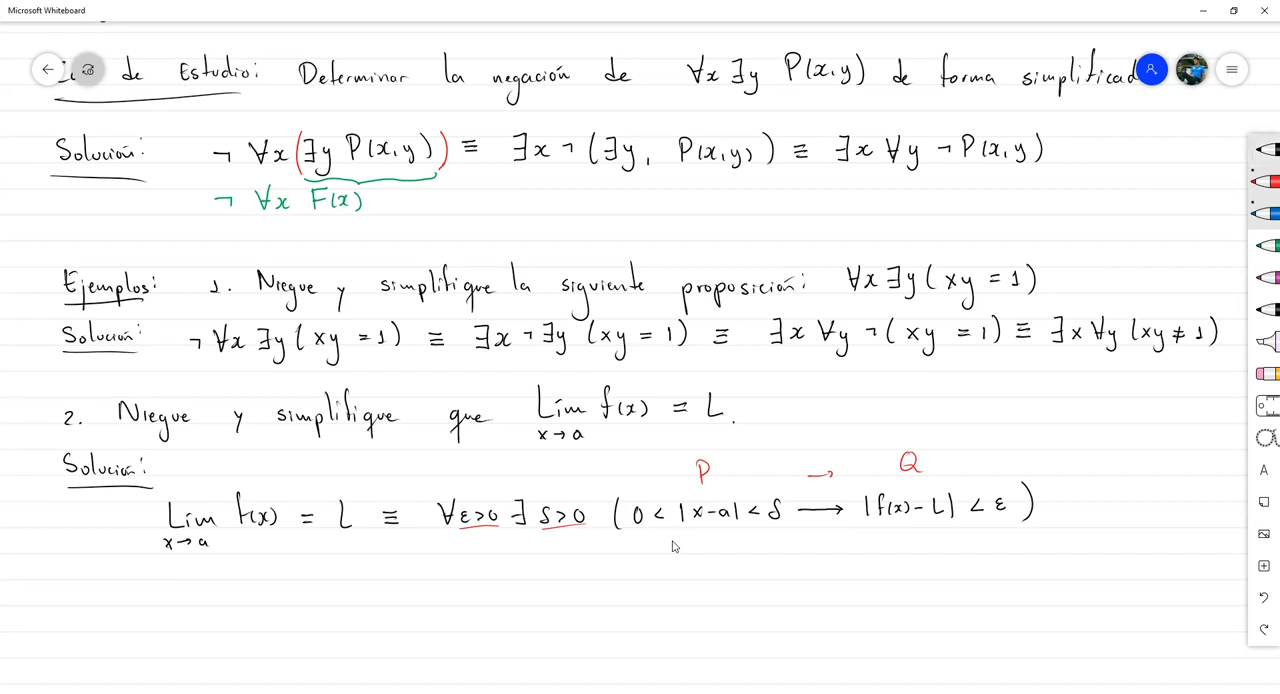 Microsoft Whiteboard
de Estudio: Determinar la negación de ∀x ∃y P(x,y) de forma simplificad
Solución: ¬ ∀x (∃y P(x,y)) ≡ ∃x ¬ (∃y, P(x,y)) ≡ ∃x ∀y ¬P(x,y)
¬ ∀x F(x)
Ejemplos: 1. Niegue y simplifique la siguiente proposición: ∀x ∃y (xy = 1)
Solución: ¬ ∀x ∃y (xy = 1) ≡ ∃x ¬ ∃y (xy = 1) ≡ ∃x ∀y ¬ (xy = 1) ≡ ∃x ∀y (xy ≠ 1)
2. Niegue y simplifique que Lím f(x) = L.
x→a
Solución:
P → Q
Lím f(x) = L ≡ ∀ε>0 ∃ δ>0 (0 < |x-a| < δ ⟶ |f(x)-L| < ε)
x→a
A